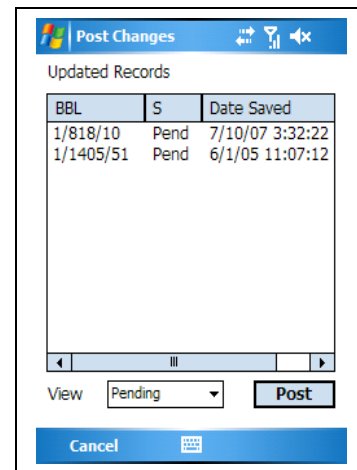 Post Changes
Updated Records
BBL S Date Saved
1/818/10 Pend 7/10/07 3:32:22
1/1405/51 Pend 6/1/05 11:07:12
View Pending Post
Cancel